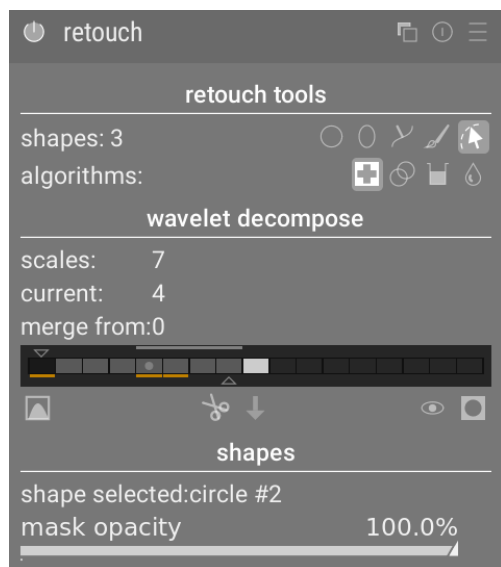 retouch
retouch tools
shapes: 3
algorithms:
wavelet decompose
scales: 7
current: 4
merge from:0
shapes
shape selected:circle #2
mask opacity 100.0%